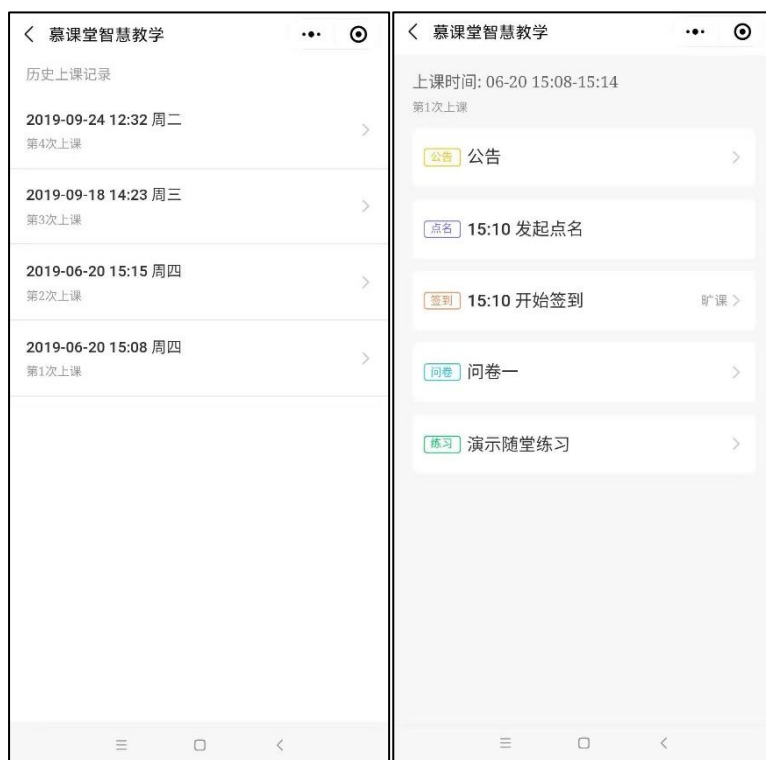 慕课堂智慧教学
历史上课记录
2019-09-24 12:32 周二
第4次上课
2019-09-18 14:23 周三
第3次上课
2019-06-20 15:15 周四
第2次上课
2019-06-20 15:08 周四
第1次上课
慕课堂智慧教学
上课时间: 06-20 15:08-15:14
第1次上课
公告 公告
点名 15:10 发起点名
签到 15:10 开始签到 旷课
问卷 问卷一
练习 演示随堂练习